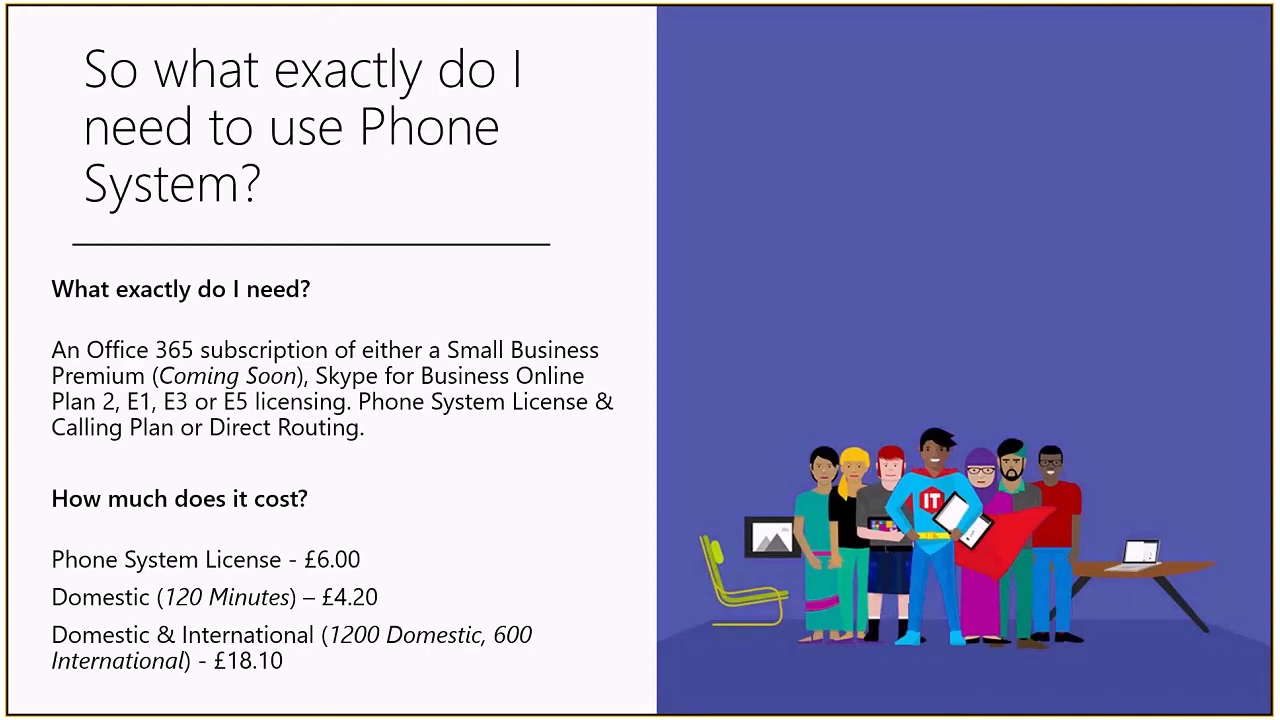 So what exactly do I
need to use Phone
System?
What exactly do I need?
An Office 365 subscription of either a Small Business
Premium (Coming Soon), Skype for Business Online
Plan 2, E1, E3 or E5 licensing. Phone System License &
Calling Plan or Direct Routing.
How much does it cost?
Phone System License - £6.00
Domestic (120 Minutes) – £4.20
Domestic & International (1200 Domestic, 600
International) - £18.10
IT